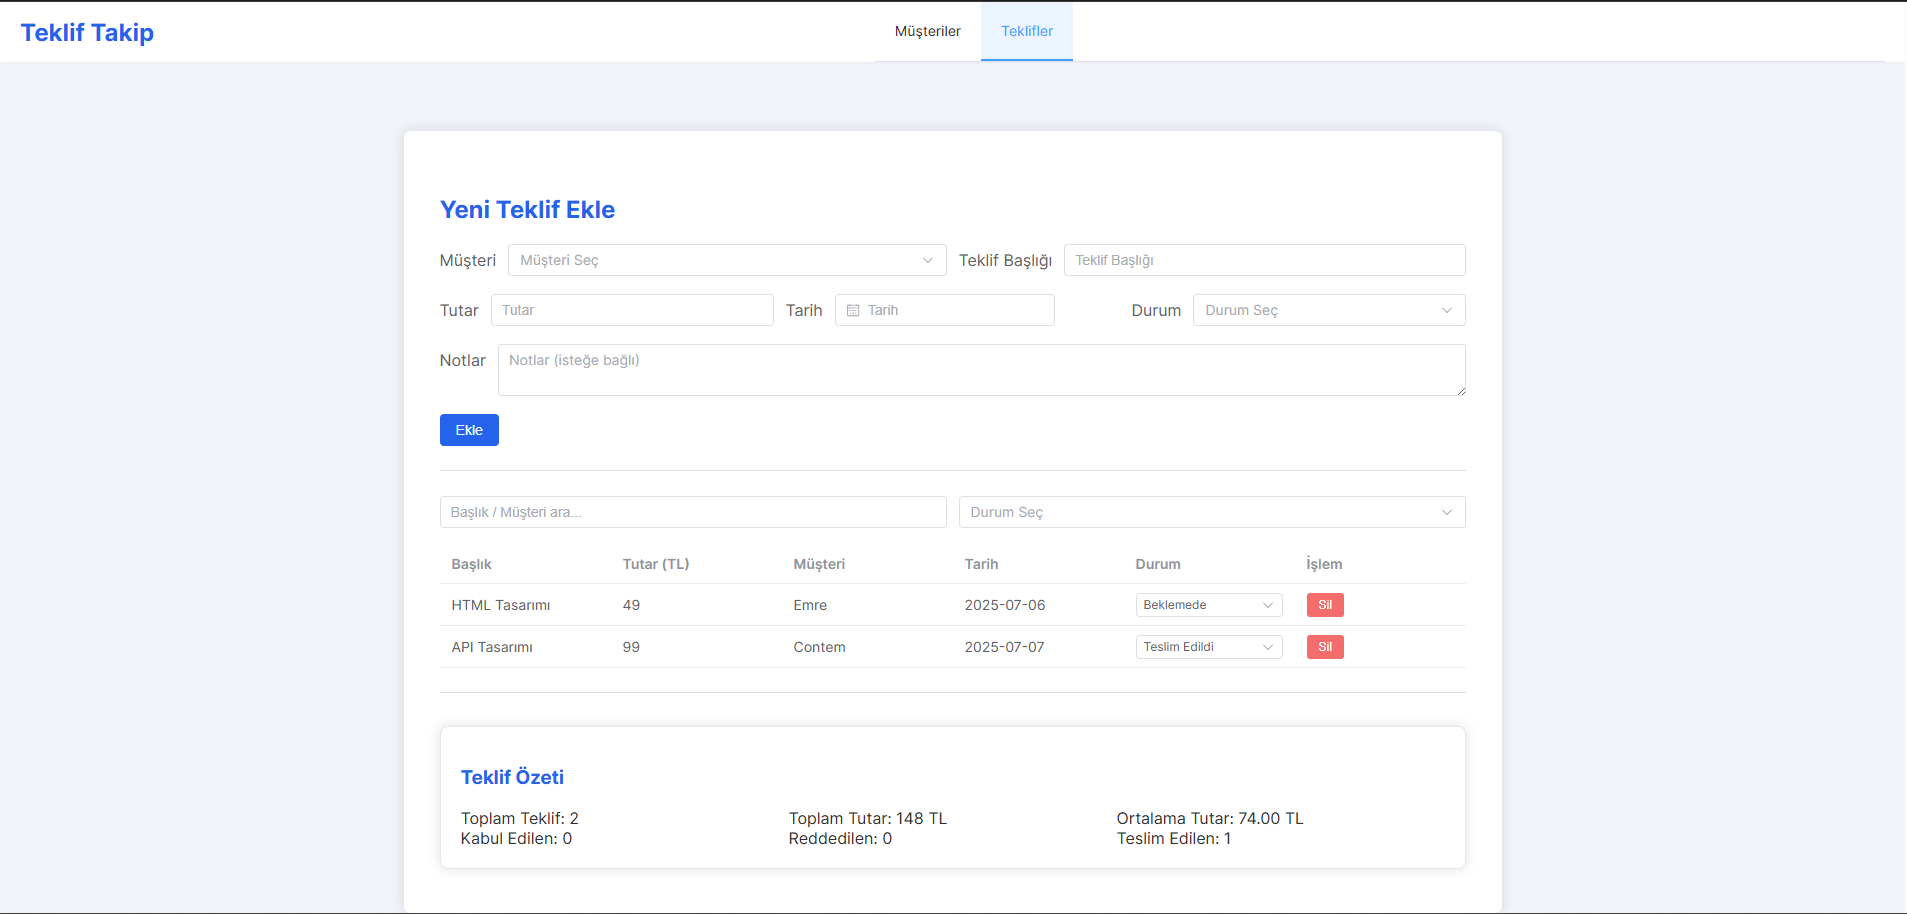 Teklif Takip Müşteriler Teklifler
Yeni Teklif Ekle
Müşteri Müşteri Seç Teklif Başlığı Teklif Başlığı
Tutar Tutar Tarih Tarih Durum Durum Seç
Notlar Notlar (isteğe bağlı)
Ekle
Başlık / Müşteri ara... Durum Seç
Başlık Tutar (TL) Müşteri Tarih Durum İşlem
HTML Tasarımı 49 Emre 2025-07-06 Beklemede Sil
API Tasarımı 99 Contem 2025-07-07 Teslim Edildi Sil
Teklif Özeti
Toplam Teklif: 2 Toplam Tutar: 148 TL Ortalama Tutar: 74.00 TL
Kabul Edilen: 0 Reddedilen: 0 Teslim Edilen: 1